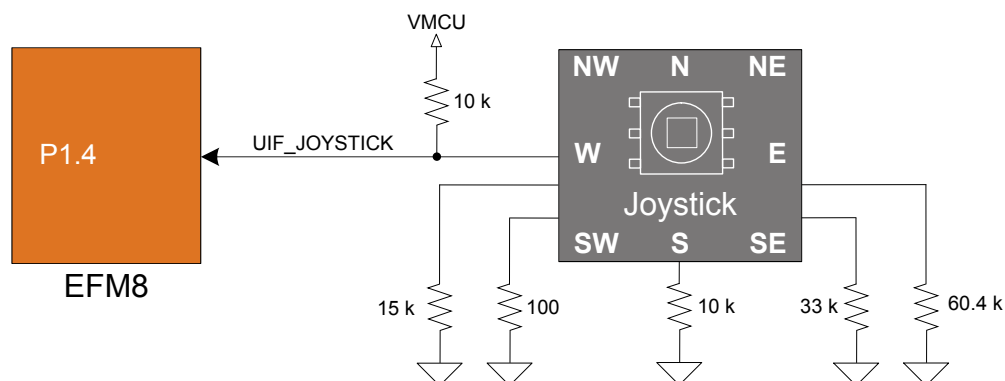 VMCU
10 k
NW N NE
P1.4
UIF_JOYSTICK
W E
Joystick
SW S SE
EFM8
15 k
100
10 k
33 k
60.4 k